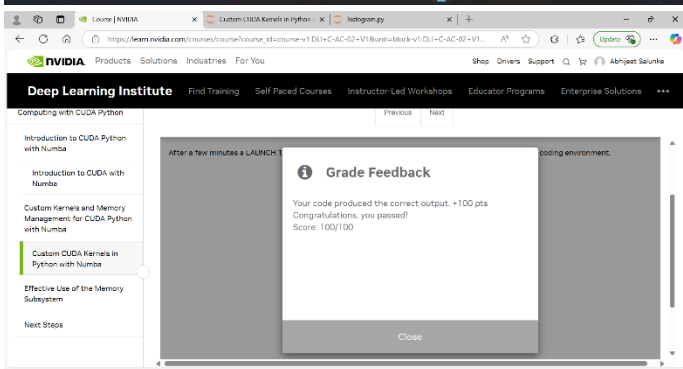 Course | NVIDIA
Custom CUDA Kernels in Python
histogram.py
https://learn.nvidia.com/courses/course?course_id=course-v1:DLI+C-AC-02+V1&unit=block-v1:DLI+C-AC-02+V1...
Update
NVIDIA. Products Solutions Industries For You
Shop Drivers Support Abhijeet Salunke
Deep Learning Institute Find Training Self Paced Courses Instructor-Led Workshops Educator Programs Enterprise Solutions
Computing with CUDA Python
Previous Next
Introduction to CUDA Python
with Numba
Introduction to CUDA with
Numba
Custom Kernels and Memory
Management for CUDA Python
with Numba
Custom CUDA Kernels in
Python with Numba
Effective Use of the Memory
Subsystem
Next Steps
After a few minutes a LAUNCH T
coding environment.
Grade Feedback
Your code produced the correct output. +100 pts
Congratulations, you passed!
Score: 100/100
Close